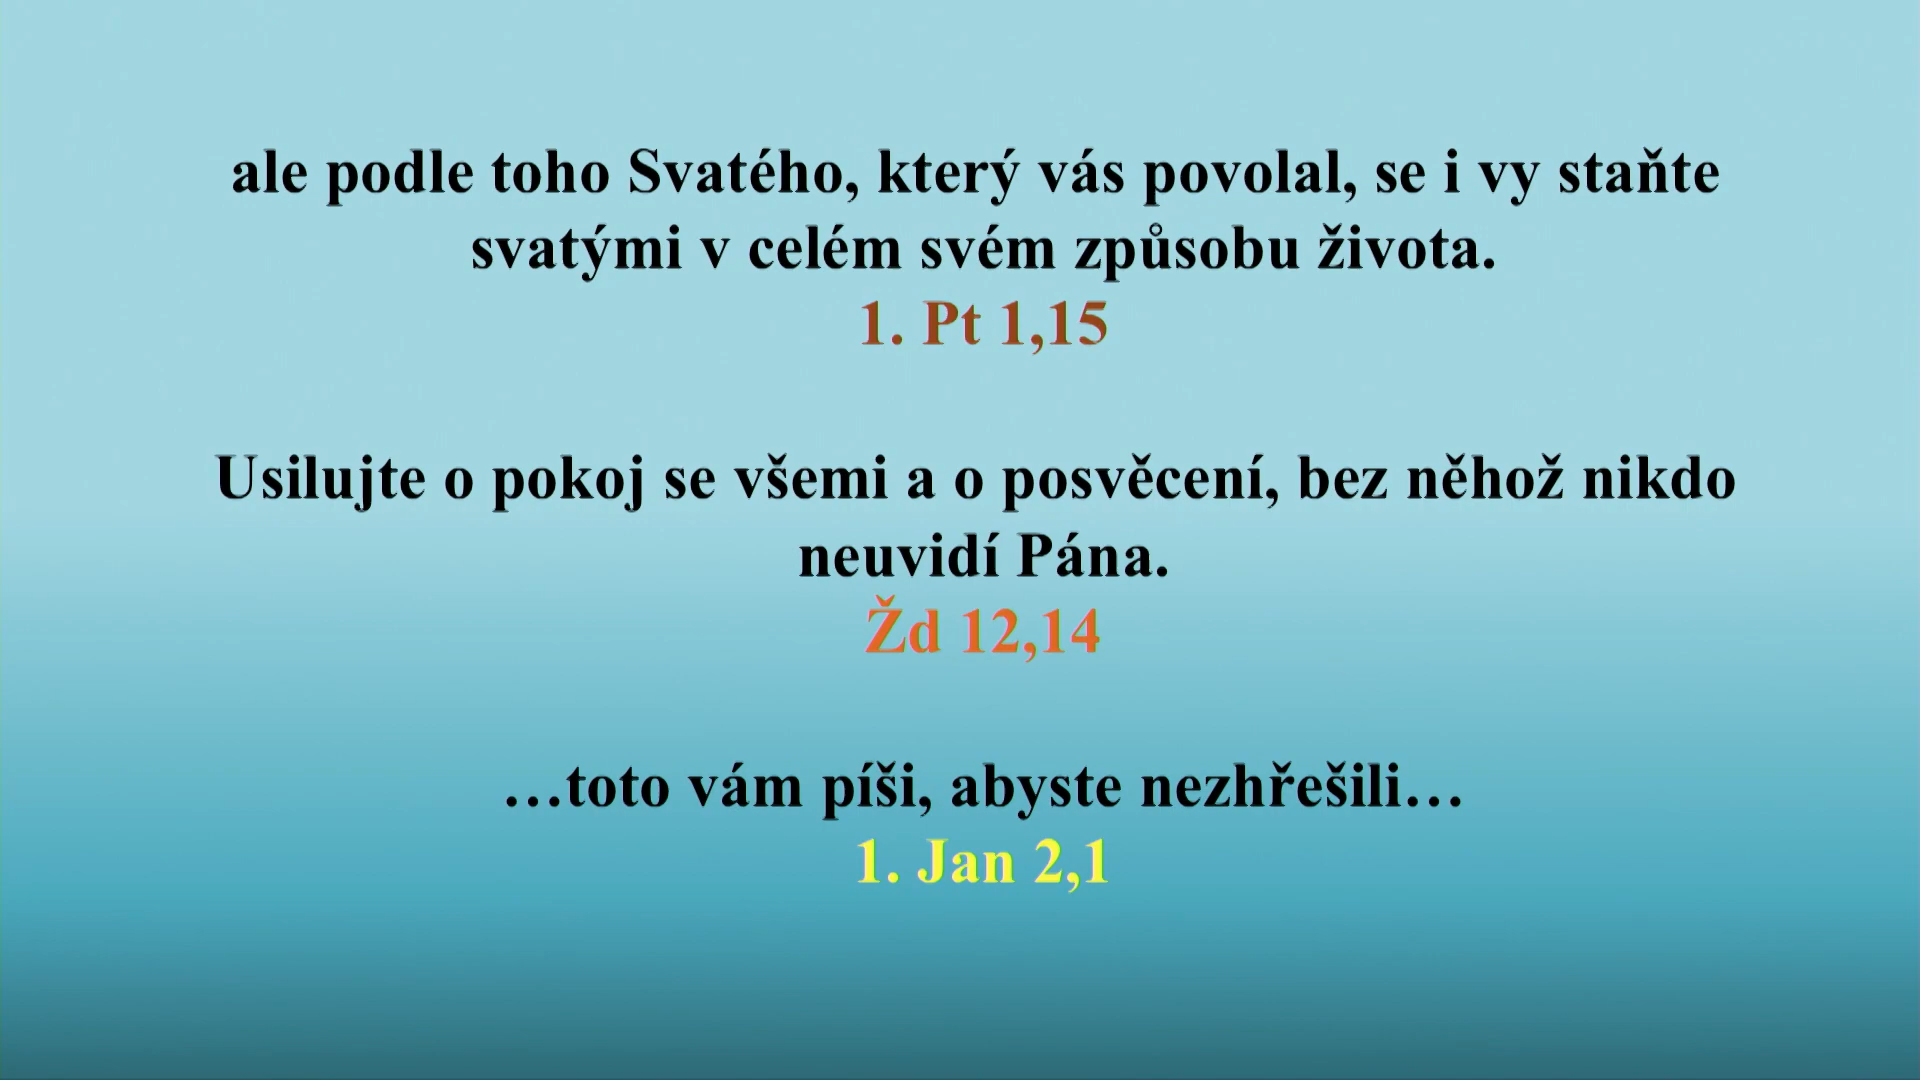 ale podle toho Svatého, který vás povolal, se i vy staňte
svatými v celém svém způsobu života.
1. Pt 1,15
Usilujte o pokoj se všemi a o posvěcení, bez něhož nikdo
neuvidí Pána.
Žd 12,14
…toto vám píši, abyste nezhřešili…
1. Jan 2,1